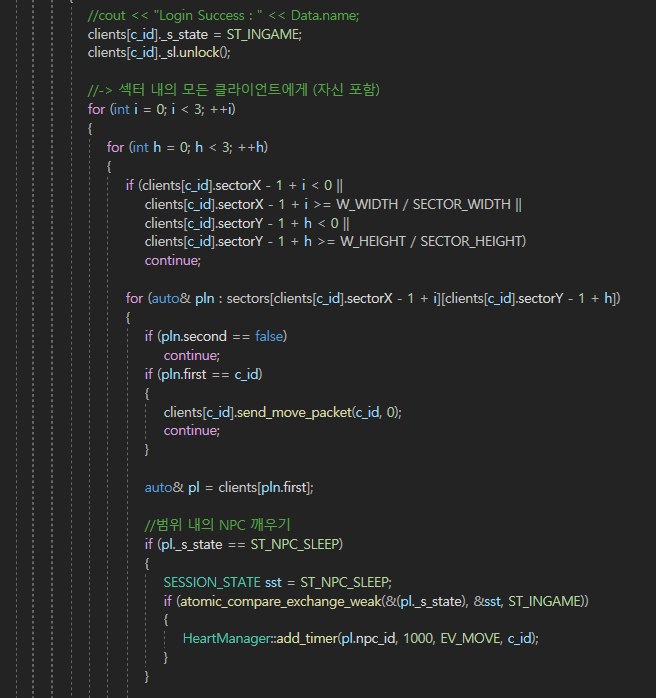 //cout << "Login Success : " << Data.name;
clients[c_id]._s_state = ST_INGAME;
clients[c_id]._sl.unlock();
//-> 섹터 내의 모든 클라이언트에게 (자신 포함)
for (int i = 0; i < 3; ++i)
{
for (int h = 0; h < 3; ++h)
{
if (clients[c_id].sectorX - 1 + i < 0 ||
clients[c_id].sectorX - 1 + i >= W_WIDTH / SECTOR_WIDTH ||
clients[c_id].sectorY - 1 + h < 0 ||
clients[c_id].sectorY - 1 + h >= W_HEIGHT / SECTOR_HEIGHT)
continue;
for (auto& pln : sectors[clients[c_id].sectorX - 1 + i][clients[c_id].sectorY - 1 + h])
{
if (pln.second == false)
continue;
if (pln.first == c_id)
{
clients[c_id].send_move_packet(c_id, 0);
continue;
}
auto& pl = clients[pln.first];
//범위 내의 NPC 깨우기
if (pl._s_state == ST_NPC_SLEEP)
{
SESSION_STATE sst = ST_NPC_SLEEP;
if (atomic_compare_exchange_weak(&(pl._s_state), &sst, ST_INGAME))
{
HeartManager::add_timer(pl.npc_id, 1000, EV_MOVE, c_id);
}
}